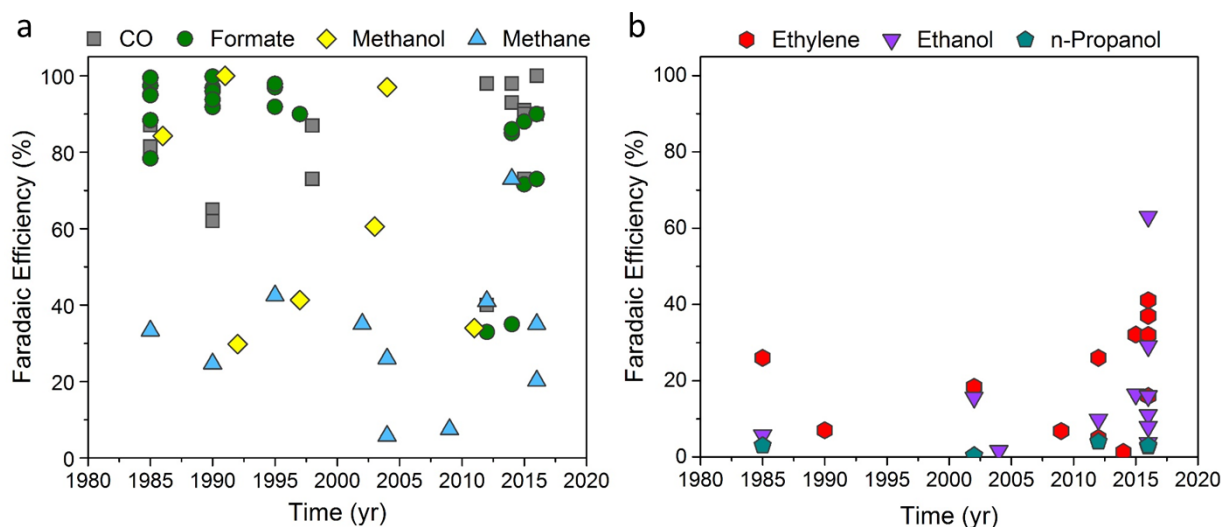 a
CO Formate Methanol Methane
Faradaic Efficiency (%)
100
80
60
40
20
0
1980 1985 1990 1995 2000 2005 2010 2015 2020
Time (yr)
b
Ethylene Ethanol n-Propanol
Faradaic Efficiency (%)
100
80
60
40
20
0
1980 1985 1990 1995 2000 2005 2010 2015 2020
Time (yr)